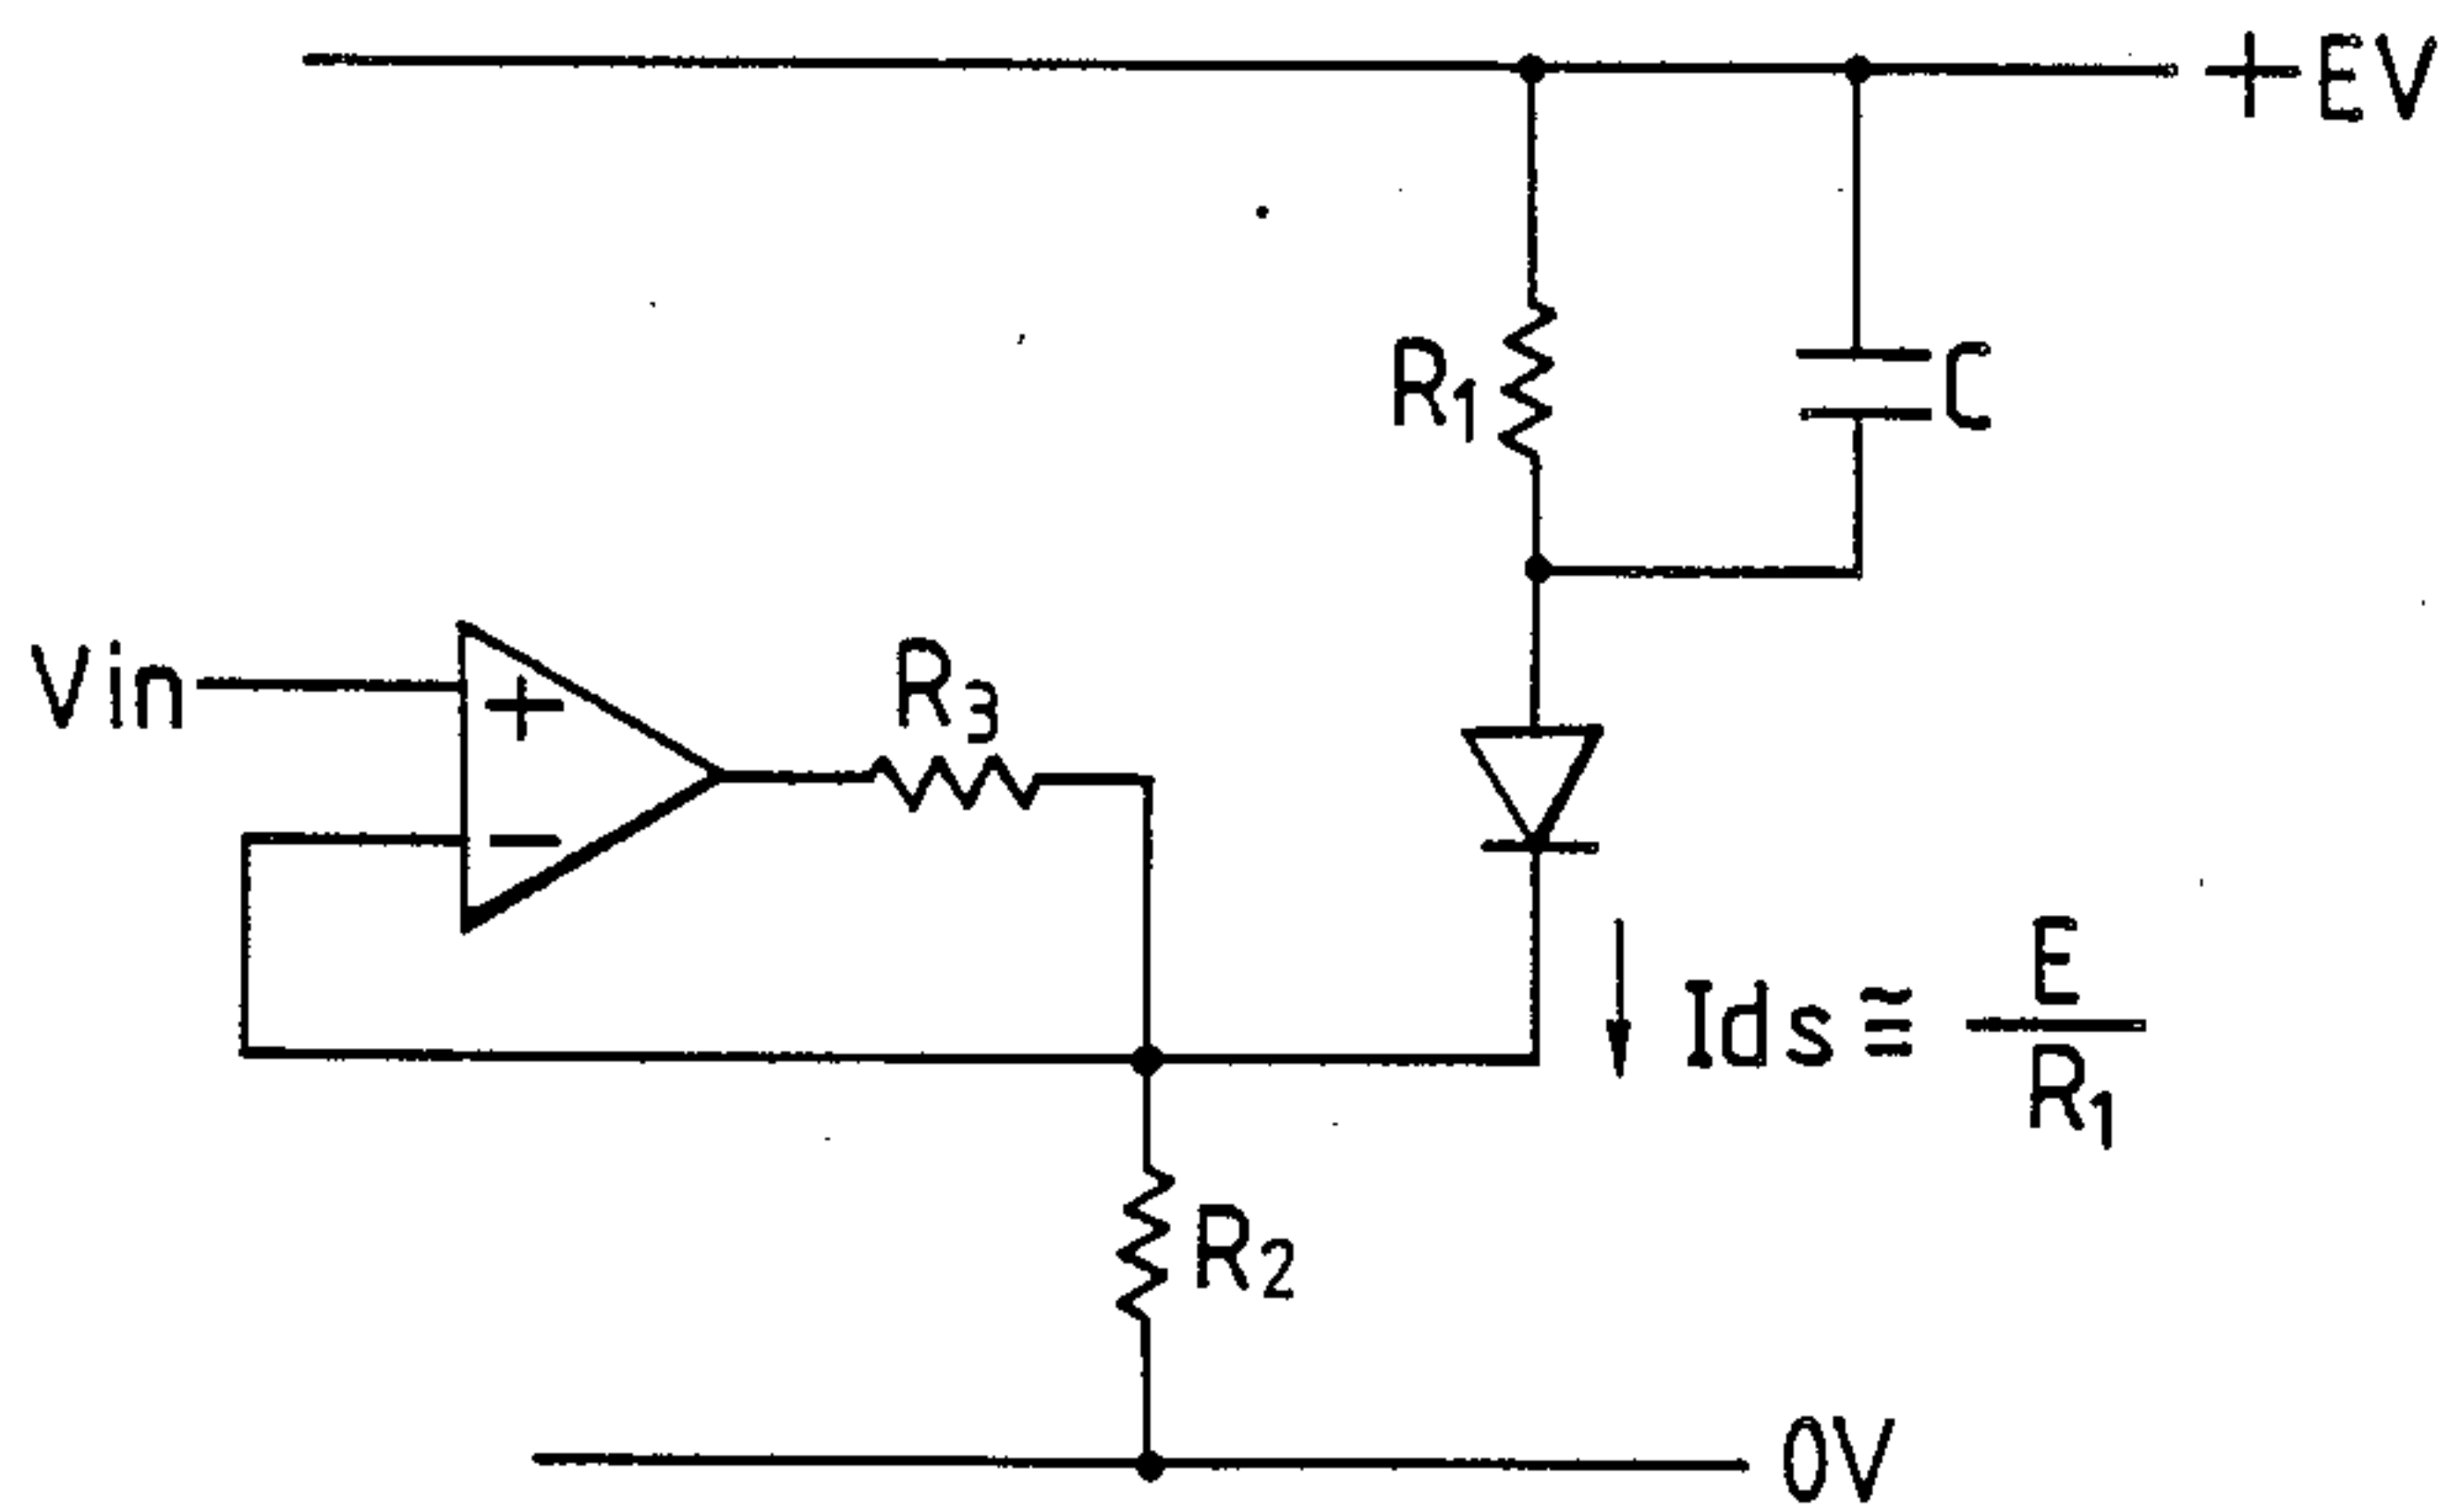 +EV
R1
C
Vin
+
R3
−
Ids ≅ E/R1
R2
0V